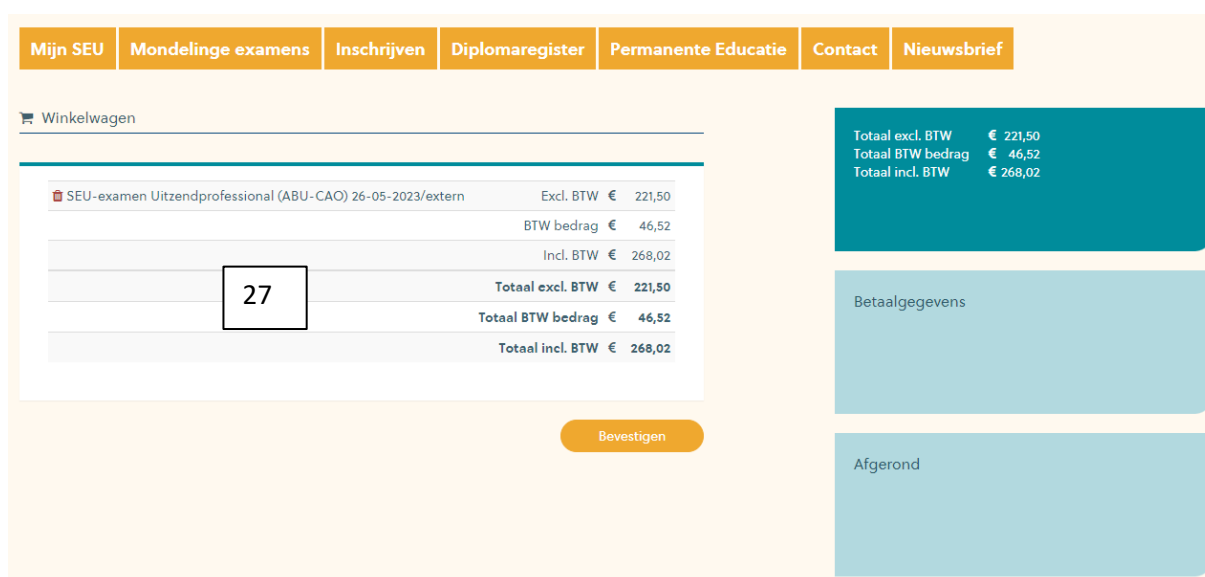 Mijn SEU Mondelinge examens Inschrijven Diplomaregister Permanente Educatie Contact Nieuwsbrief
Winkelwagen
SEU-examen Uitzendprofessional (ABU-CAO) 26-05-2023/extern Excl. BTW € 221,50
BTW bedrag € 46,52
Incl. BTW € 268,02
Totaal excl. BTW € 221,50
27
Totaal BTW bedrag € 46,52
Totaal incl. BTW € 268,02
Bevestigen
Totaal excl. BTW € 221,50
Totaal BTW bedrag € 46,52
Totaal incl. BTW € 268,02
Betaalgegevens
Afgerond